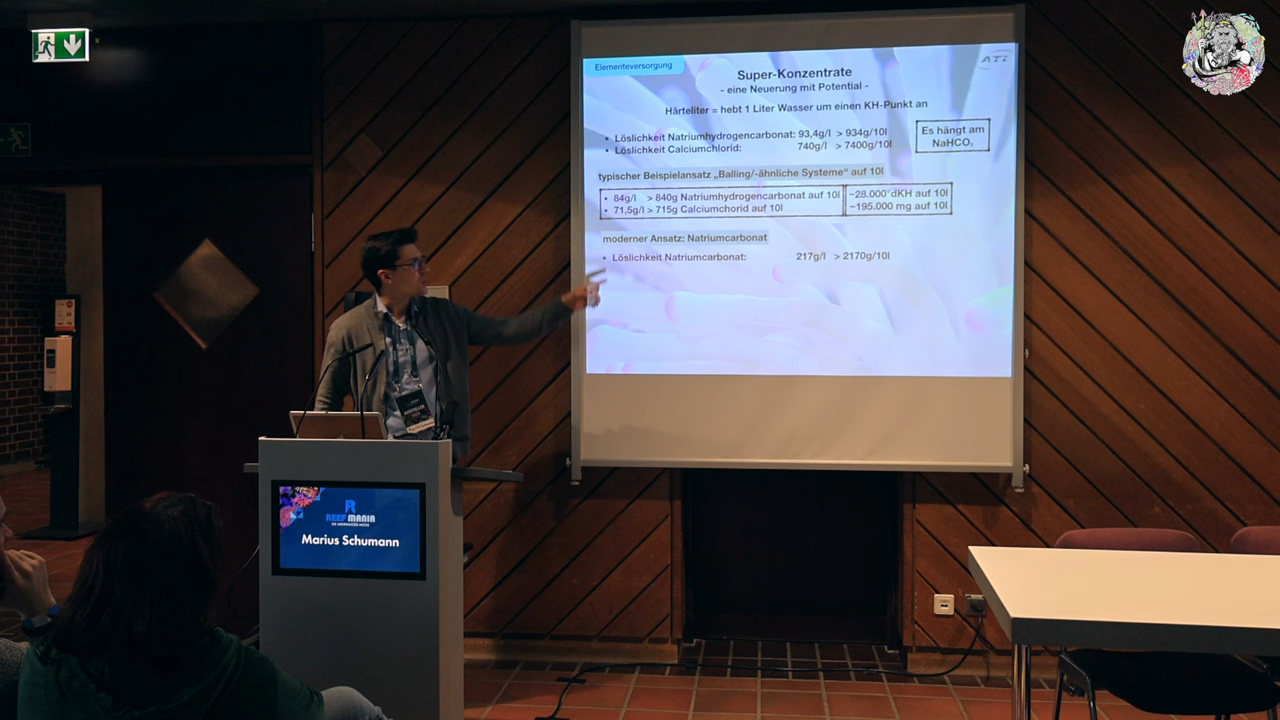 Elementeversorgung
ATi
Super-Konzentrate
- eine Neuerung mit Potential -
Härteliter = hebt 1 Liter Wasser um einen KH-Punkt an
• Löslichkeit Natriumhydrogencarbonat: 93,4g/l > 934g/10l
• Löslichkeit Calciumchlorid: 740g/l > 7400g/10l
Es hängt am
NaHCO₃
typischer Beispielansatz „Balling/-ähnliche Systeme“ auf 10l
• 84g/l > 840g Natriumhydrogencarbonat auf 10l
~28.000°dKH auf 10l
• 71,5g/l > 715g Calciumchorid auf 10l
~195.000 mg auf 10l
moderner Ansatz: Natriumcarbonat
• Löslichkeit Natriumcarbonat: 217g/l > 2170g/10l
REEF MANIA
DIE MEERWASSER-MESSE
Marius Schumann